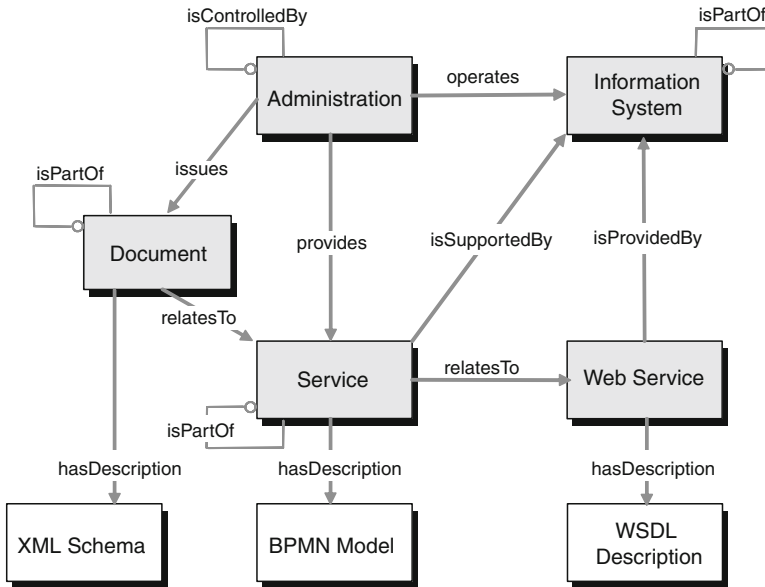 isControlledBy
isPartOf
Administration
operates
Information
System
isPartOf
issues
Document
provides
isSupportedBy
isProvidedBy
relatesTo
Service
relatesTo
Web Service
isPartOf
hasDescription
hasDescription
hasDescription
XML Schema
BPMN Model
WSDL
Description